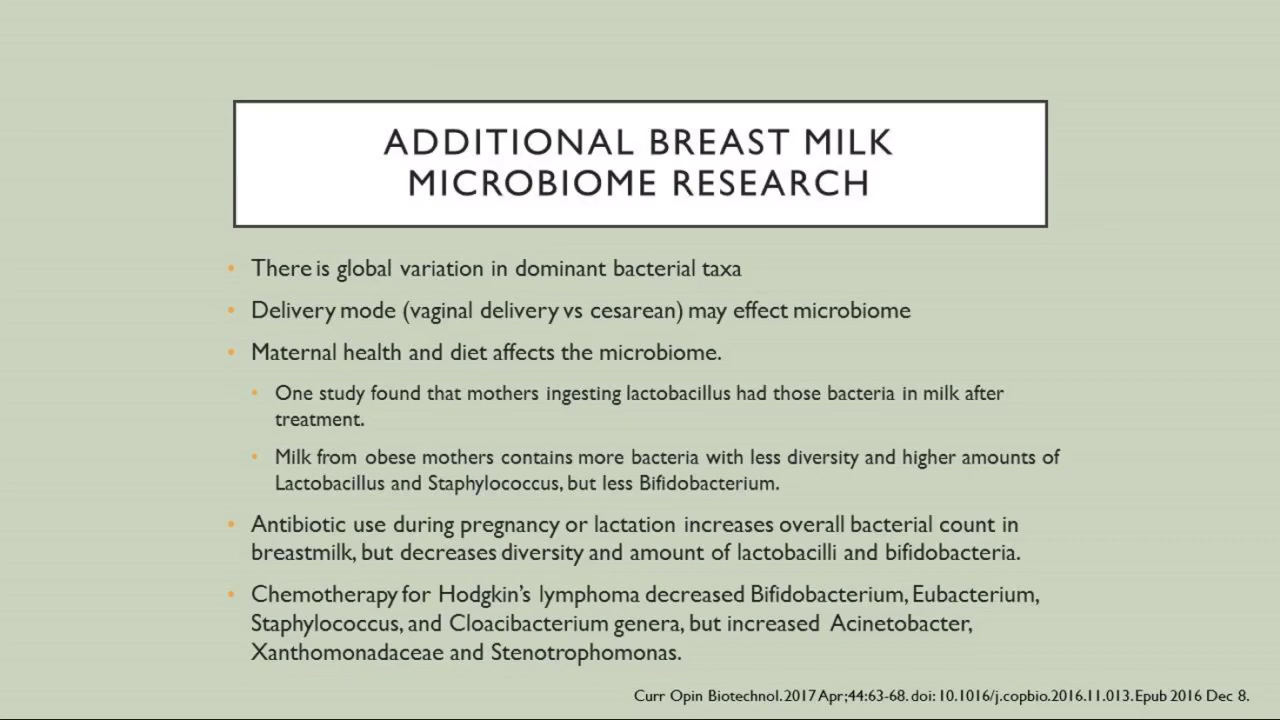 ADDITIONAL BREAST MILK
MICROBIOME RESEARCH
• There is global variation in dominant bacterial taxa
• Delivery mode (vaginal delivery vs cesarean) may effect microbiome
• Maternal health and diet affects the microbiome.
• One study found that mothers ingesting lactobacillus had those bacteria in milk after
treatment.
• Milk from obese mothers contains more bacteria with less diversity and higher amounts of
Lactobacillus and Staphylococcus, but less Bifidobacterium.
• Antibiotic use during pregnancy or lactation increases overall bacterial count in
breastmilk, but decreases diversity and amount of lactobacilli and bifidobacteria.
• Chemotherapy for Hodgkin's lymphoma decreased Bifidobacterium, Eubacterium,
Staphylococcus, and Cloacibacterium genera, but increased Acinetobacter,
Xanthomonadaceae and Stenotrophomonas.
Curr Opin Biotechnol. 2017 Apr;44:63-68. doi: 10.1016/j.copbio.2016.11.013. Epub 2016 Dec 8.